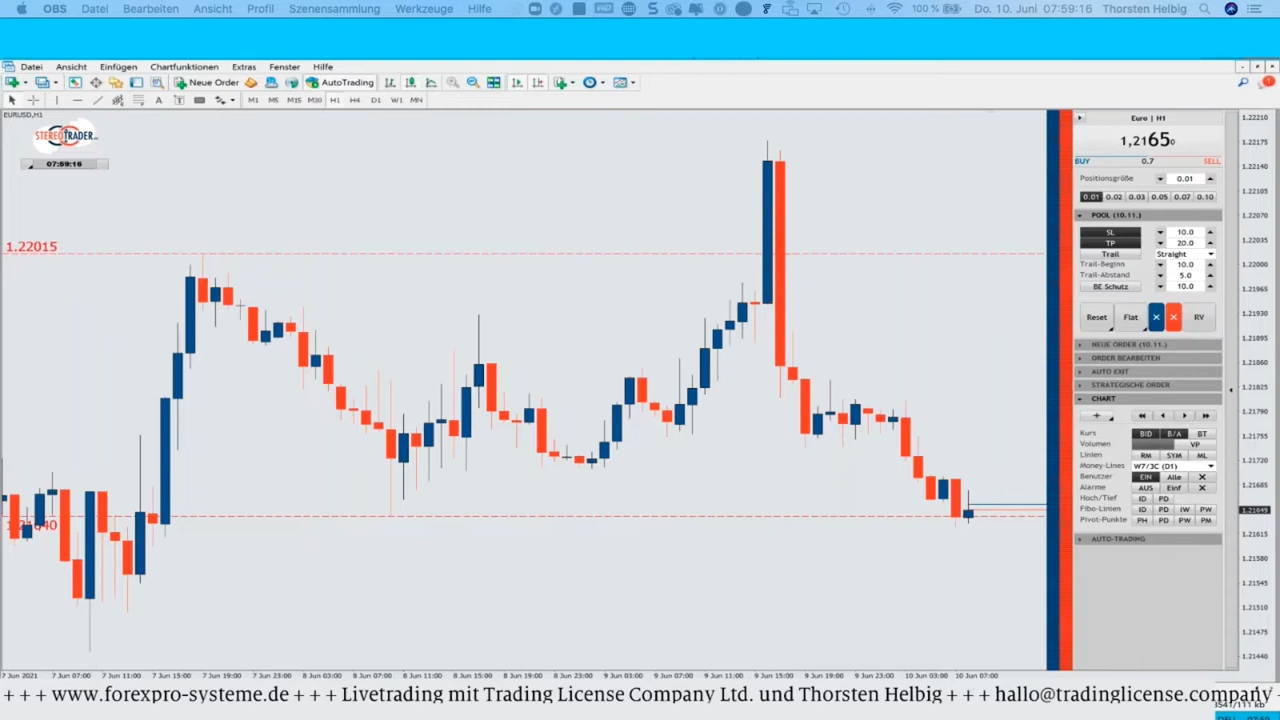 OBS Datei Bearbeiten Ansicht Profil Szenensammlung Werkzeuge Hilfe 100 % Do. 10. Juni 07:59:16 Thorsten Helbig
Datei Ansicht Einfügen Chartfunktionen Extras Fenster Hilfe
New Order AutoTrading
M1 M5 M15 M30 H1 H4 D1 W1 MN
EURUSD,H1
STEREOTRADER
07:59:16
1.22015
1.21640
Euro | H1
1,21650
BUY 0.7 SELL
Positionsgröße 0.01
0.01 0.02 0.03 0.05 0.07 0.10
POOL (10.11.)
SL 10.0
TP 20.0
Trail Straight
Trail-Beginn 10.0
Trail-Abstand 5.0
BE Schutz 10.0
Reset Flat × × RV
NEUE ORDER (10.11.)
ORDER BEARBEITEN
AUTO EXIT
STRATEGISCHE ORDER
CHART
Kurs BID B/A BT
Volumen VP
Linien RM SYM ML
Money-Lines W7/3C (D1)
Benutzer EIN Alle X
Alarme AUS Einf X
Hoch/Tief ID PD
Fibo-Linien ID PD IW PW
Pivot-Punkte PH PD PW PM
AUTO-TRADING
1.22210
1.22175
1.22140
1.22105
1.22070
1.22035
1.22000
1.21965
1.21930
1.21895
1.21860
1.21825
1.21790
1.21755
1.21720
1.21685
1.21649
1.21615
1.21580
1.21545
1.21510
1.21475
1.21440
7 Jun 2021 7 Jun 11:00 7 Jun 15:00 7 Jun 19:00 7 Jun 23:00 8 Jun 03:00 8 Jun 07:00 8 Jun 11:00 8 Jun 15:00 8 Jun 19:00 8 Jun 23:00 9 Jun 03:00 9 Jun 07:00 9 Jun 11:00 9 Jun 15:00 9 Jun 19:00 9 Jun 23:00 10 Jun 03:00 10 Jun 07:00
+ + + www.forexpro-systeme.de + + + Livetrading mit Trading License Company Ltd. und Thorsten Helbig + + + hallo@tradinglicense.company